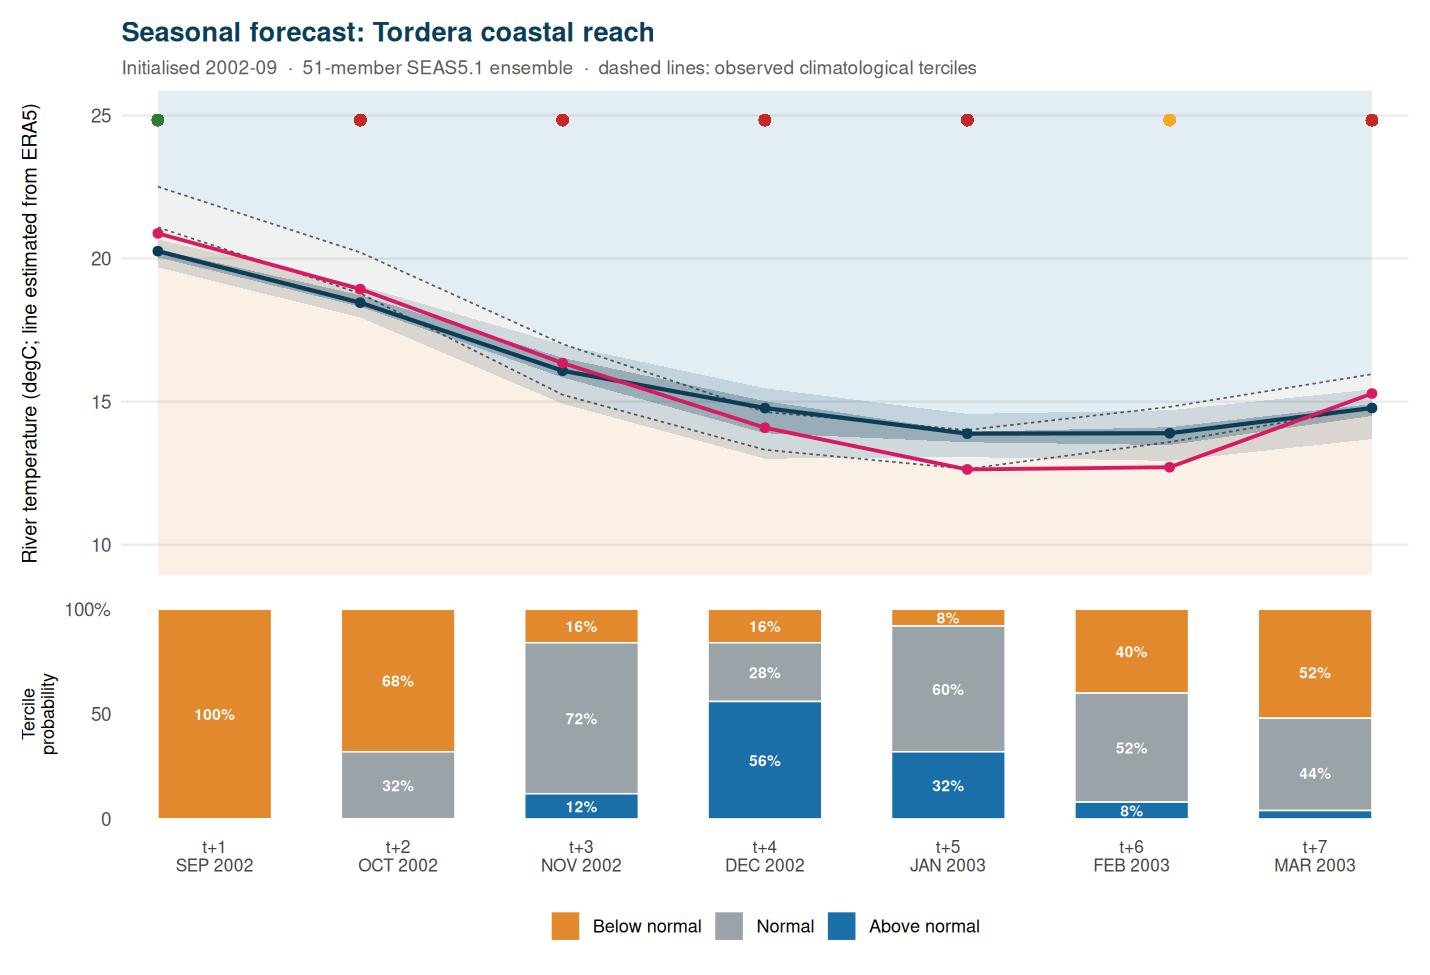 Seasonal forecast: Tordera coastal reach
Initialised 2002-09 · 51-member SEAS5.1 ensemble · dashed lines: observed climatological terciles
River temperature (degC; line estimated from ERA5)
25
20
15
10
Tercile
probability
100%
50
0
100%
68%
32%
16%
72%
12%
16%
28%
56%
8%
60%
32%
40%
52%
8%
52%
44%
t+1
SEP 2002
t+2
OCT 2002
t+3
NOV 2002
t+4
DEC 2002
t+5
JAN 2003
t+6
FEB 2003
t+7
MAR 2003
Below normal
Normal
Above normal